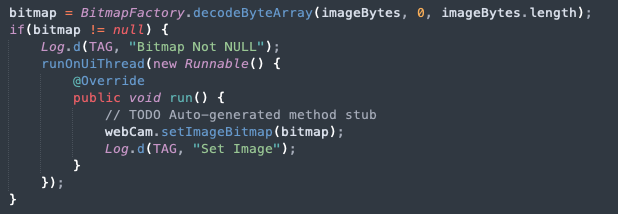 bitmap = BitmapFactory.decodeByteArray(imageBytes, 0, imageBytes.length);
if(bitmap != null) {
    Log.d(TAG, "Bitmap Not NULL");
    runOnUiThread(new Runnable() {
        @Override
        public void run() {
            // TODO Auto-generated method stub
            webCam.setImageBitmap(bitmap);
            Log.d(TAG, "Set Image");
        }
    });
}